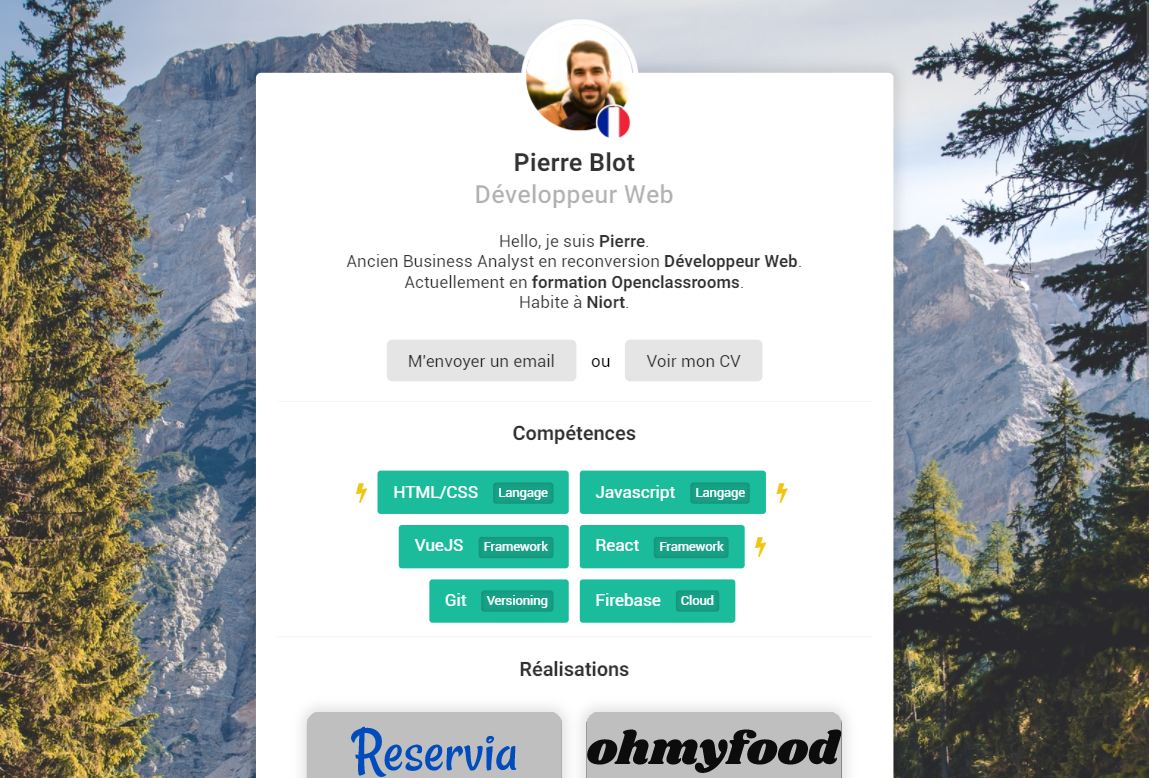 Pierre Blot
Développeur Web
Hello, je suis Pierre.
Ancien Business Analyst en reconversion Développeur Web.
Actuellement en formation Openclassrooms.
Habite à Niort.
M'envoyer un email ou Voir mon CV
Compétences
HTML/CSS Langage Javascript Langage
VueJS Framework React Framework
Git Versioning Firebase Cloud
Réalisations
Reservia ohmyfood